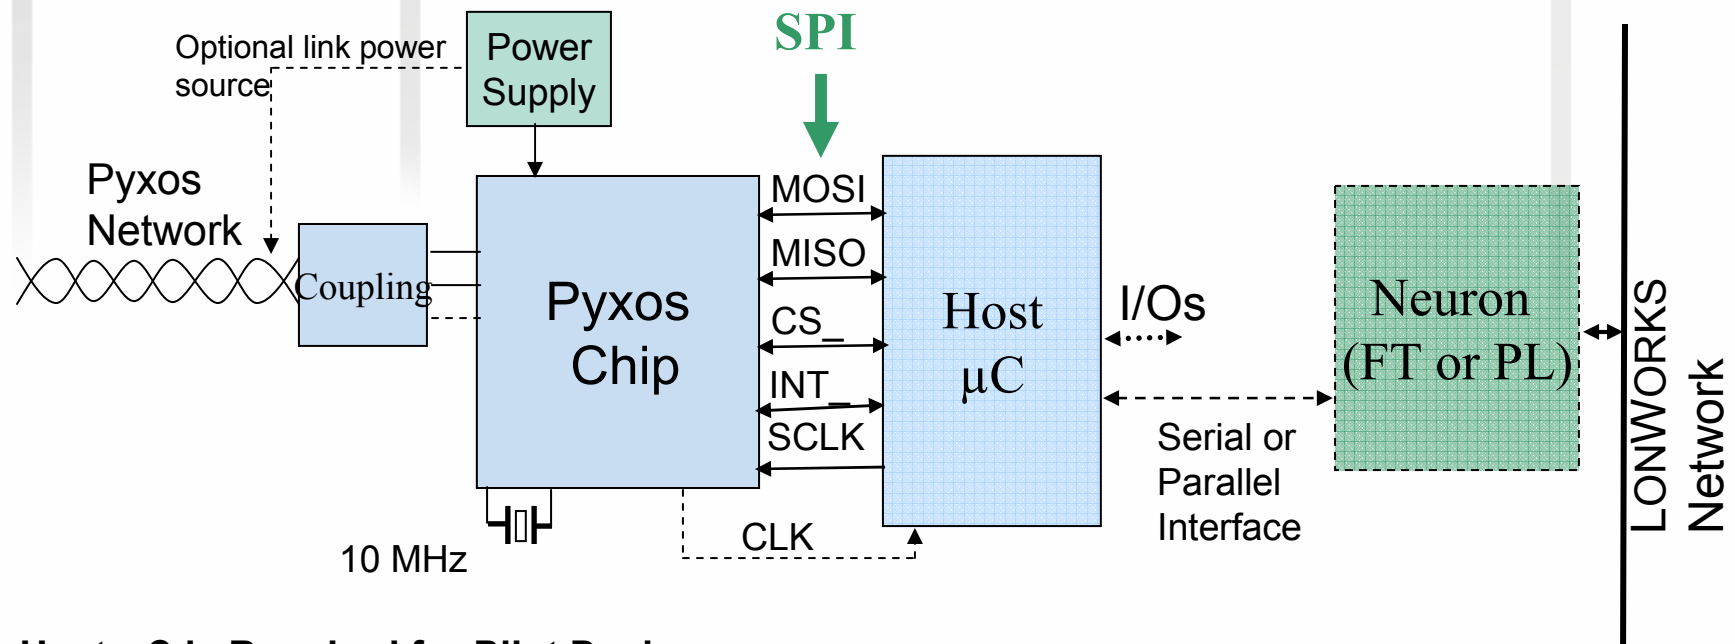 Optional link power
source
Power
Supply
SPI
Pyxos
Network
Coupling
Pyxos
Chip
MOSI
MISO
CS_
INT_
SCLK
Host
µC
I/Os
Neuron
(FT or PL)
Serial or
Parallel
Interface
LONWORKS
Network
10 MHz
CLK